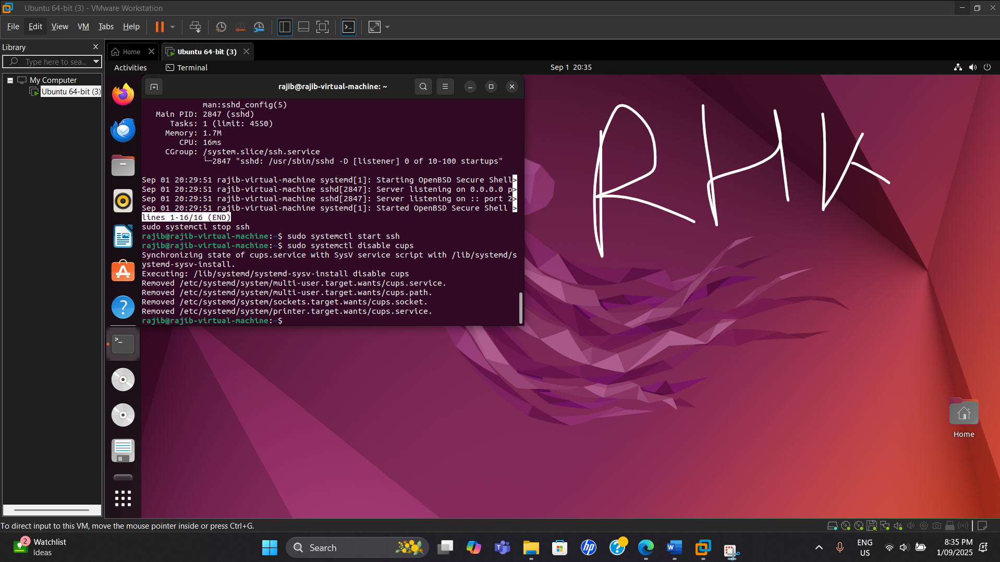 Ubuntu 64-bit (3) - VMware Workstation
File Edit View VM Tabs Help
Library
Type here to sea...
My Computer
Ubuntu 64-bit (3)
Home
Ubuntu 64-bit (3)
Activities
Terminal
Sep 1 20:35
rajib@rajib-virtual-machine: ~
man:sshd_config(5)
Main PID: 2847 (sshd)
Tasks: 1 (limit: 4550)
Memory: 1.7M
CPU: 16ms
CGroup: /system.slice/ssh.service
└─2847 "sshd: /usr/sbin/sshd -D [listener] 0 of 10-100 startups"
Sep 01 20:29:51 rajib-virtual-machine systemd[1]: Starting OpenBSD Secure Shell>
Sep 01 20:29:51 rajib-virtual-machine sshd[2847]: Server listening on 0.0.0.0 p>
Sep 01 20:29:51 rajib-virtual-machine sshd[2847]: Server listening on :: port 2>
Sep 01 20:29:51 rajib-virtual-machine systemd[1]: Started OpenBSD Secure Shell >
lines 1-16/16 (END)
sudo systemctl stop ssh
rajib@rajib-virtual-machine:~$ sudo systemctl start ssh
rajib@rajib-virtual-machine:~$ sudo systemctl disable cups
Synchronizing state of cups.service with SysV service script with /lib/systemd/s
ystemd-sysv-install.
Executing: /lib/systemd/systemd-sysv-install disable cups
Removed /etc/systemd/system/multi-user.target.wants/cups.service.
Removed /etc/systemd/system/multi-user.target.wants/cups.path.
Removed /etc/systemd/system/sockets.target.wants/cups.socket.
Removed /etc/systemd/system/printer.target.wants/cups.service.
rajib@rajib-virtual-machine:~$
RHK
Home
To direct input to this VM, move the mouse pointer inside or press Ctrl+G.
2
Watchlist
Ideas
Search
hp
ENG
US
8:35 PM
1/09/2025